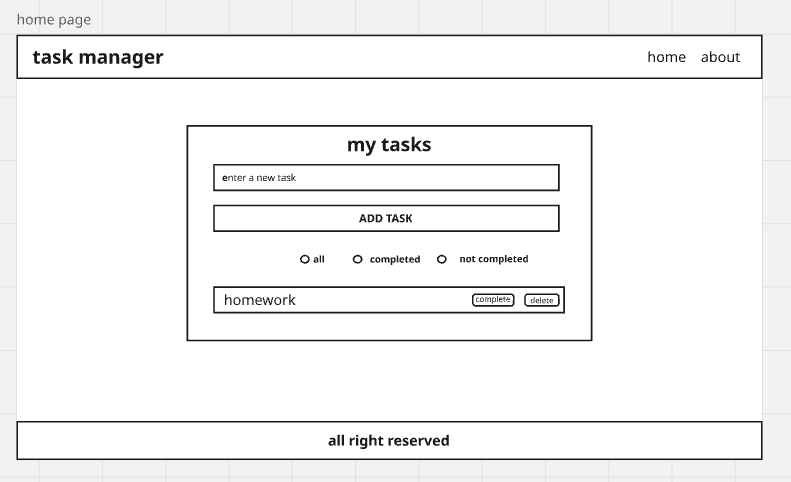 home page
task manager home about
my tasks
enter a new task
ADD TASK
all completed not completed
homework complete delete
all right reserved